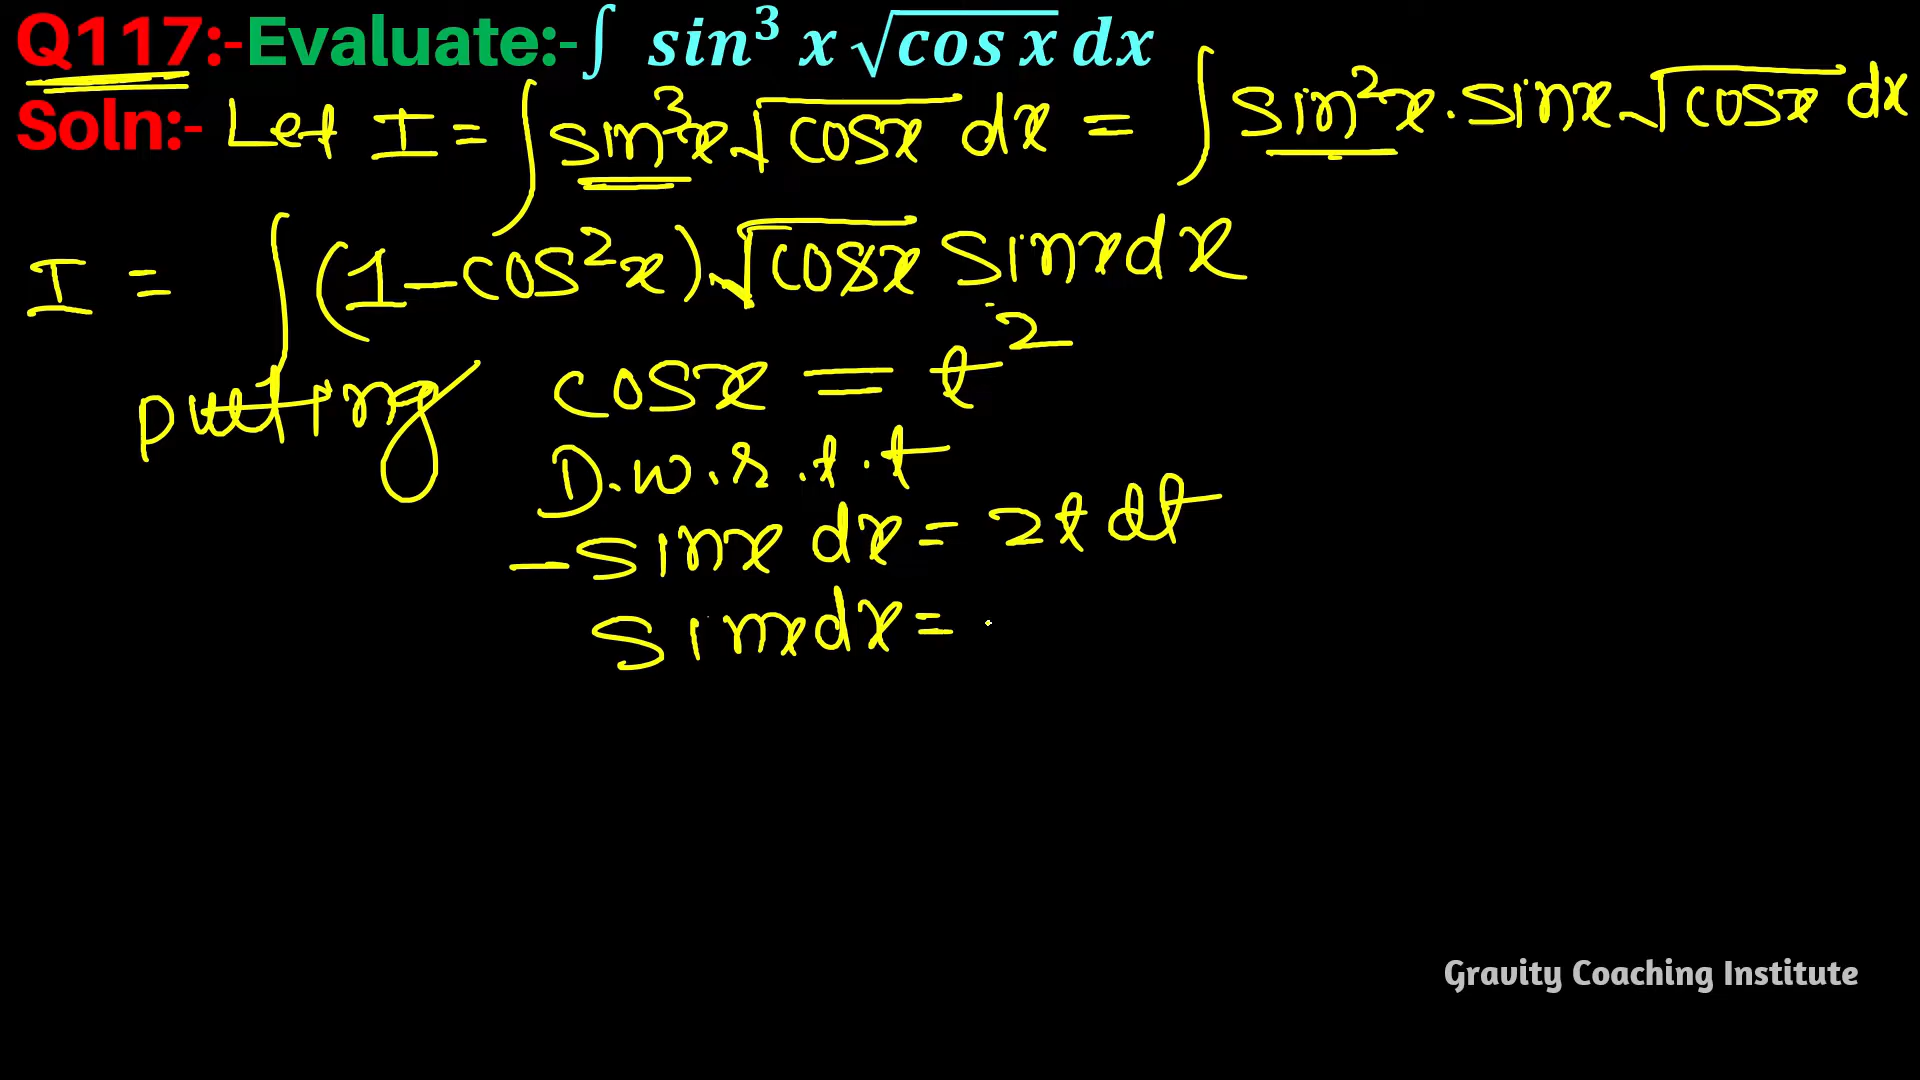 Q117:-Evaluate:-∫ sin³ x √cos x dx
Soln:- Let I = ∫ sin³x √cosx dx = ∫ sin²x . sinx √cosx dx
I = ∫ (1-cos²x) √cosx sinx dx
putting cosx = t²
D.w.r.t.t
-sinx dx = 2t dt
sinx dx =
Gravity Coaching Institute